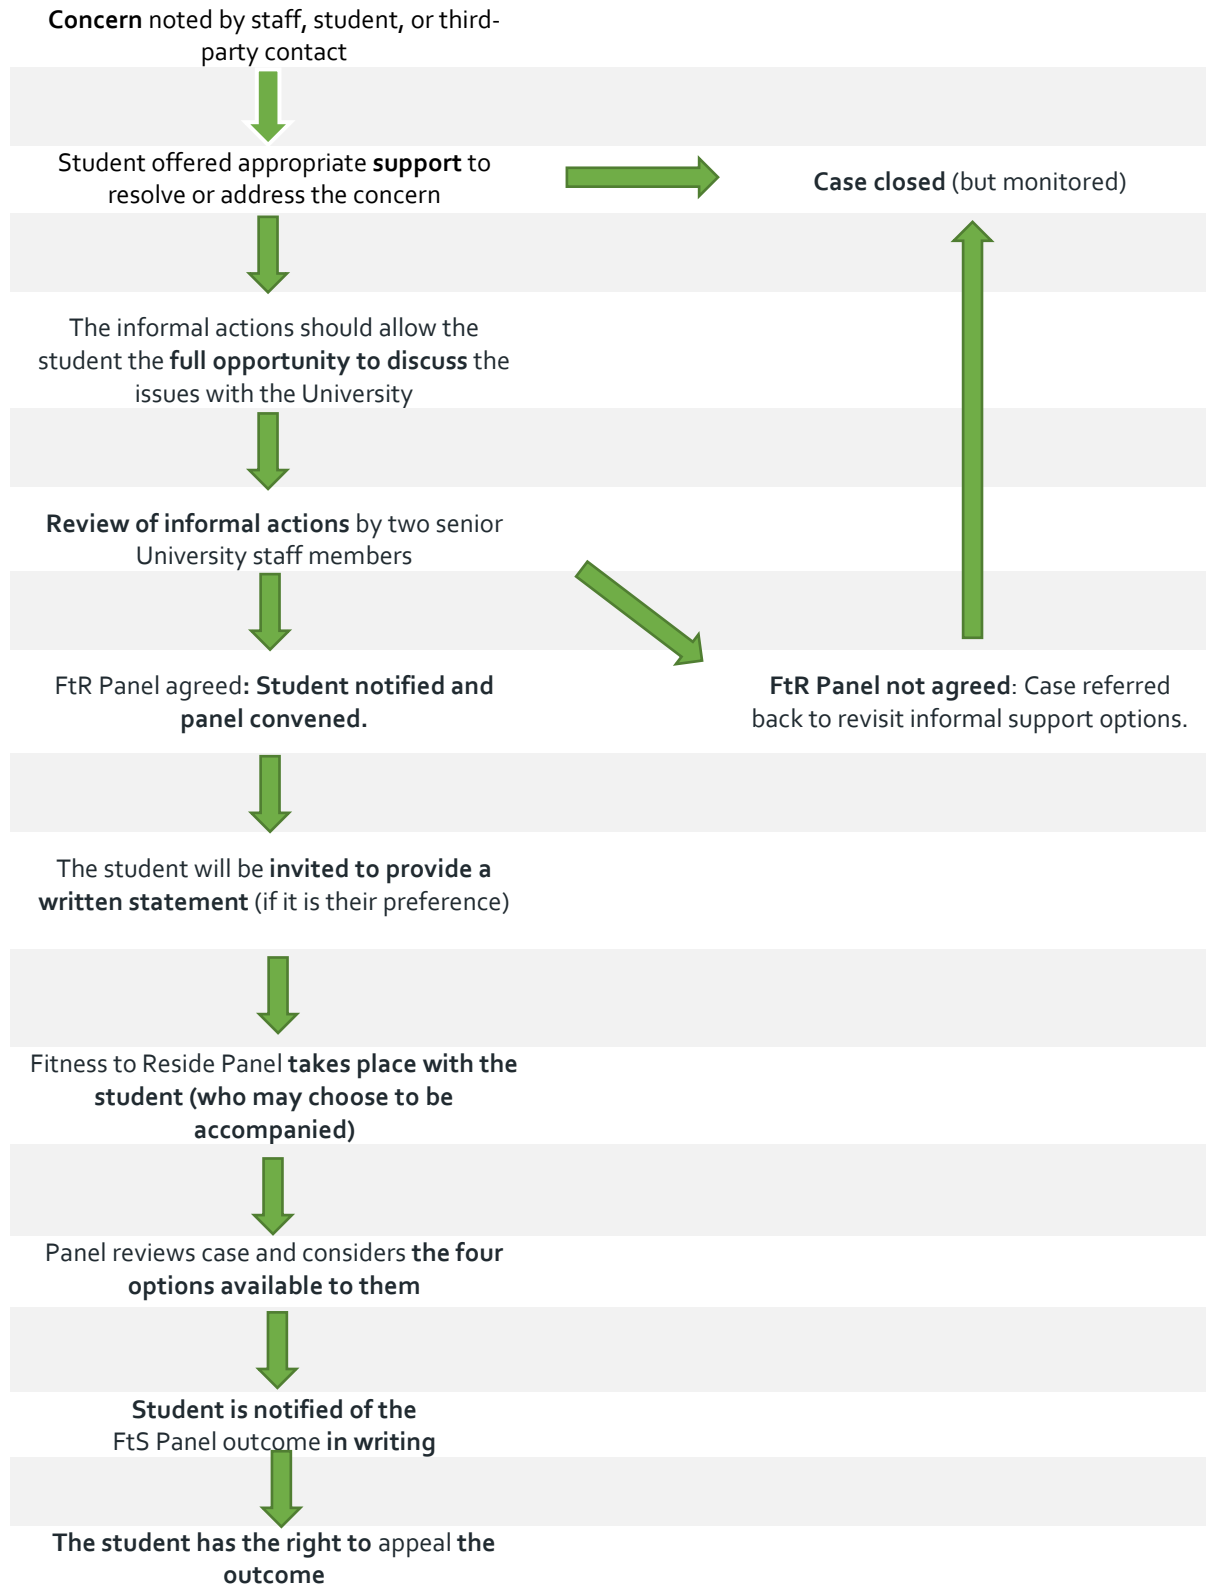 Concern noted by staff, student, or third-
party contact
Student offered appropriate support to
resolve or address the concern
Case closed (but monitored)
The informal actions should allow the
student the full opportunity to discuss the
issues with the University
Review of informal actions by two senior
University staff members
FtR Panel agreed: Student notified and
panel convened.
FtR Panel not agreed: Case referred
back to revisit informal support options.
The student will be invited to provide a
written statement (if it is their preference)
Fitness to Reside Panel takes place with the
student (who may choose to be
accompanied)
Panel reviews case and considers the four
options available to them
Student is notified of the
FtS Panel outcome in writing
The student has the right to appeal the
outcome